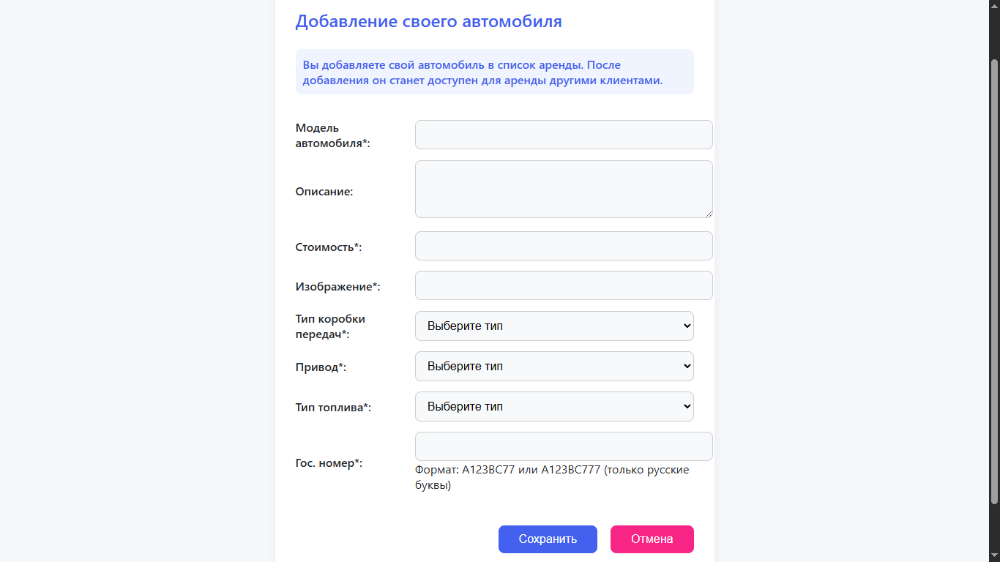 Добавление своего автомобиля
Вы добавляете свой автомобиль в список аренды. После
добавления он станет доступен для аренды другими клиентами.
Модель
автомобиля*:
Описание:
Стоимость*:
Изображение*:
Тип коробки
передач*:
Выберите тип
Привод*:
Выберите тип
Тип топлива*:
Выберите тип
Гос. номер*:
Формат: А123ВС77 или А123ВС777 (только русские
буквы)
Сохранить
Отмена